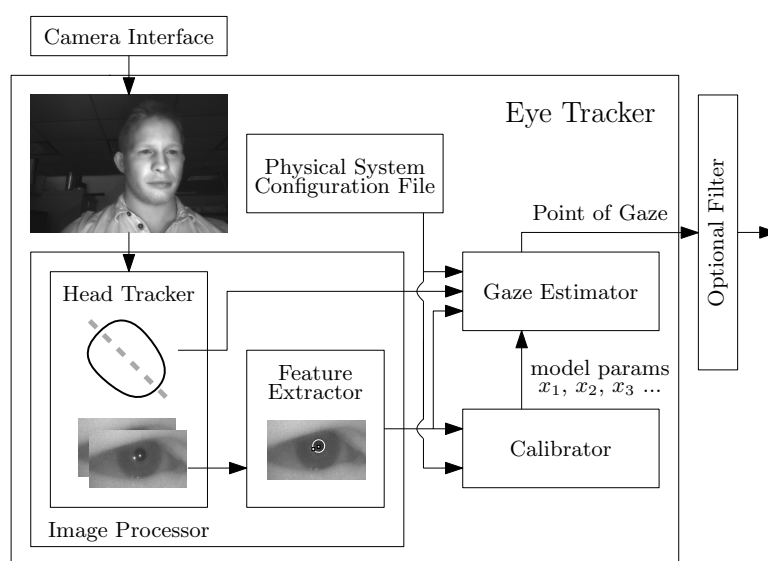 Camera Interface
Eye Tracker
Physical System
Configuration File
Point of Gaze
Optional Filter
Head Tracker
Gaze Estimator
Feature
Extractor
model params
x₁, x₂, x₃ ...
Calibrator
Image Processor